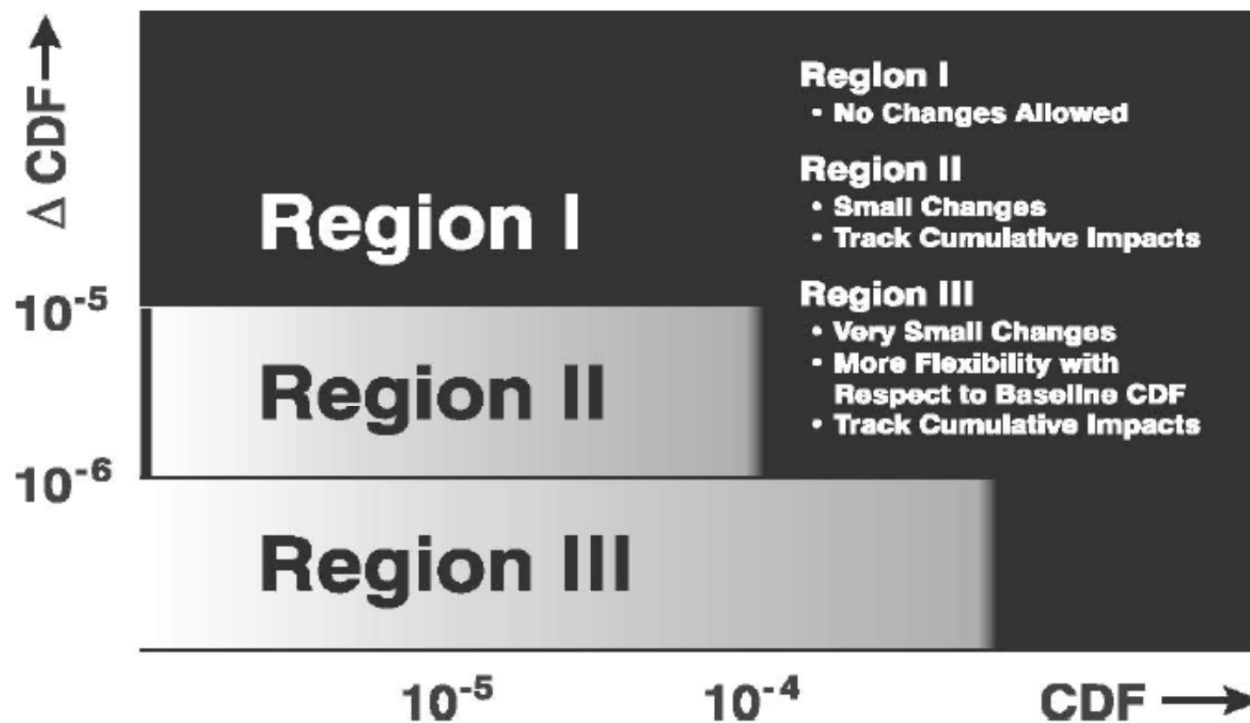 Δ CDF→
Region I
• No Changes Allowed
Region II
• Small Changes
• Track Cumulative Impacts
Region III
• Very Small Changes
• More Flexibility with
Respect to Baseline CDF
• Track Cumulative Impacts
Region I
10⁻⁵
Region II
10⁻⁶
Region III
10⁻⁵ 10⁻⁴ CDF →